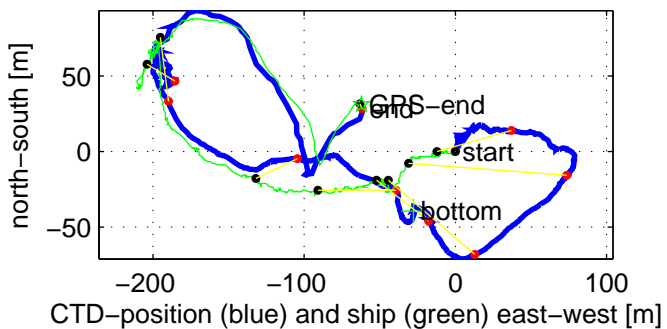 50
0
−50
north−south [m]
GPS−end
end
start
bottom
−200
−100
0
100
CTD−position (blue) and ship (green) east−west [m]